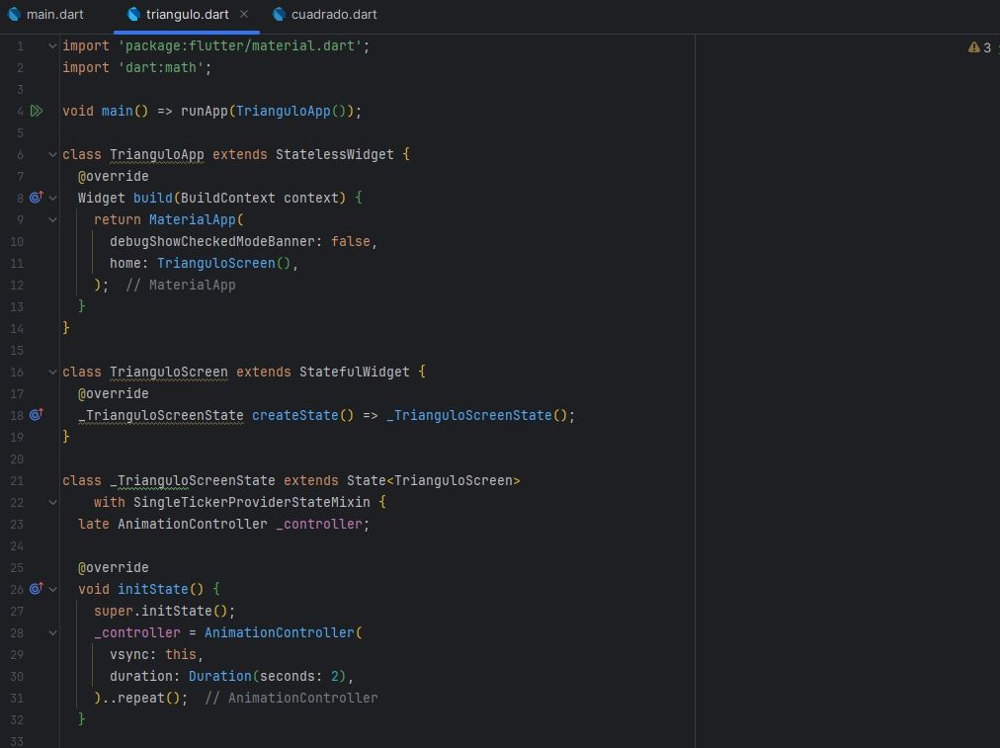 main.dart triangulo.dart cuadrado.dart
3
1 import 'package:flutter/material.dart';
2 import 'dart:math';
3
4 void main() => runApp(TrianguloApp());
5
6 class TrianguloApp extends StatelessWidget {
7 @override
8 Widget build(BuildContext context) {
9 return MaterialApp(
10 debugShowCheckedModeBanner: false,
11 home: TrianguloScreen(),
12 ); // MaterialApp
13 }
14 }
15
16 class TrianguloScreen extends StatefulWidget {
17 @override
18 _TrianguloScreenState createState() => _TrianguloScreenState();
19 }
20
21 class _TrianguloScreenState extends State<TrianguloScreen>
22 with SingleTickerProviderStateMixin {
23 late AnimationController _controller;
24
25 @override
26 void initState() {
27 super.initState();
28 _controller = AnimationController(
29 vsync: this,
30 duration: Duration(seconds: 2),
31 )..repeat(); // AnimationController
32 }
33